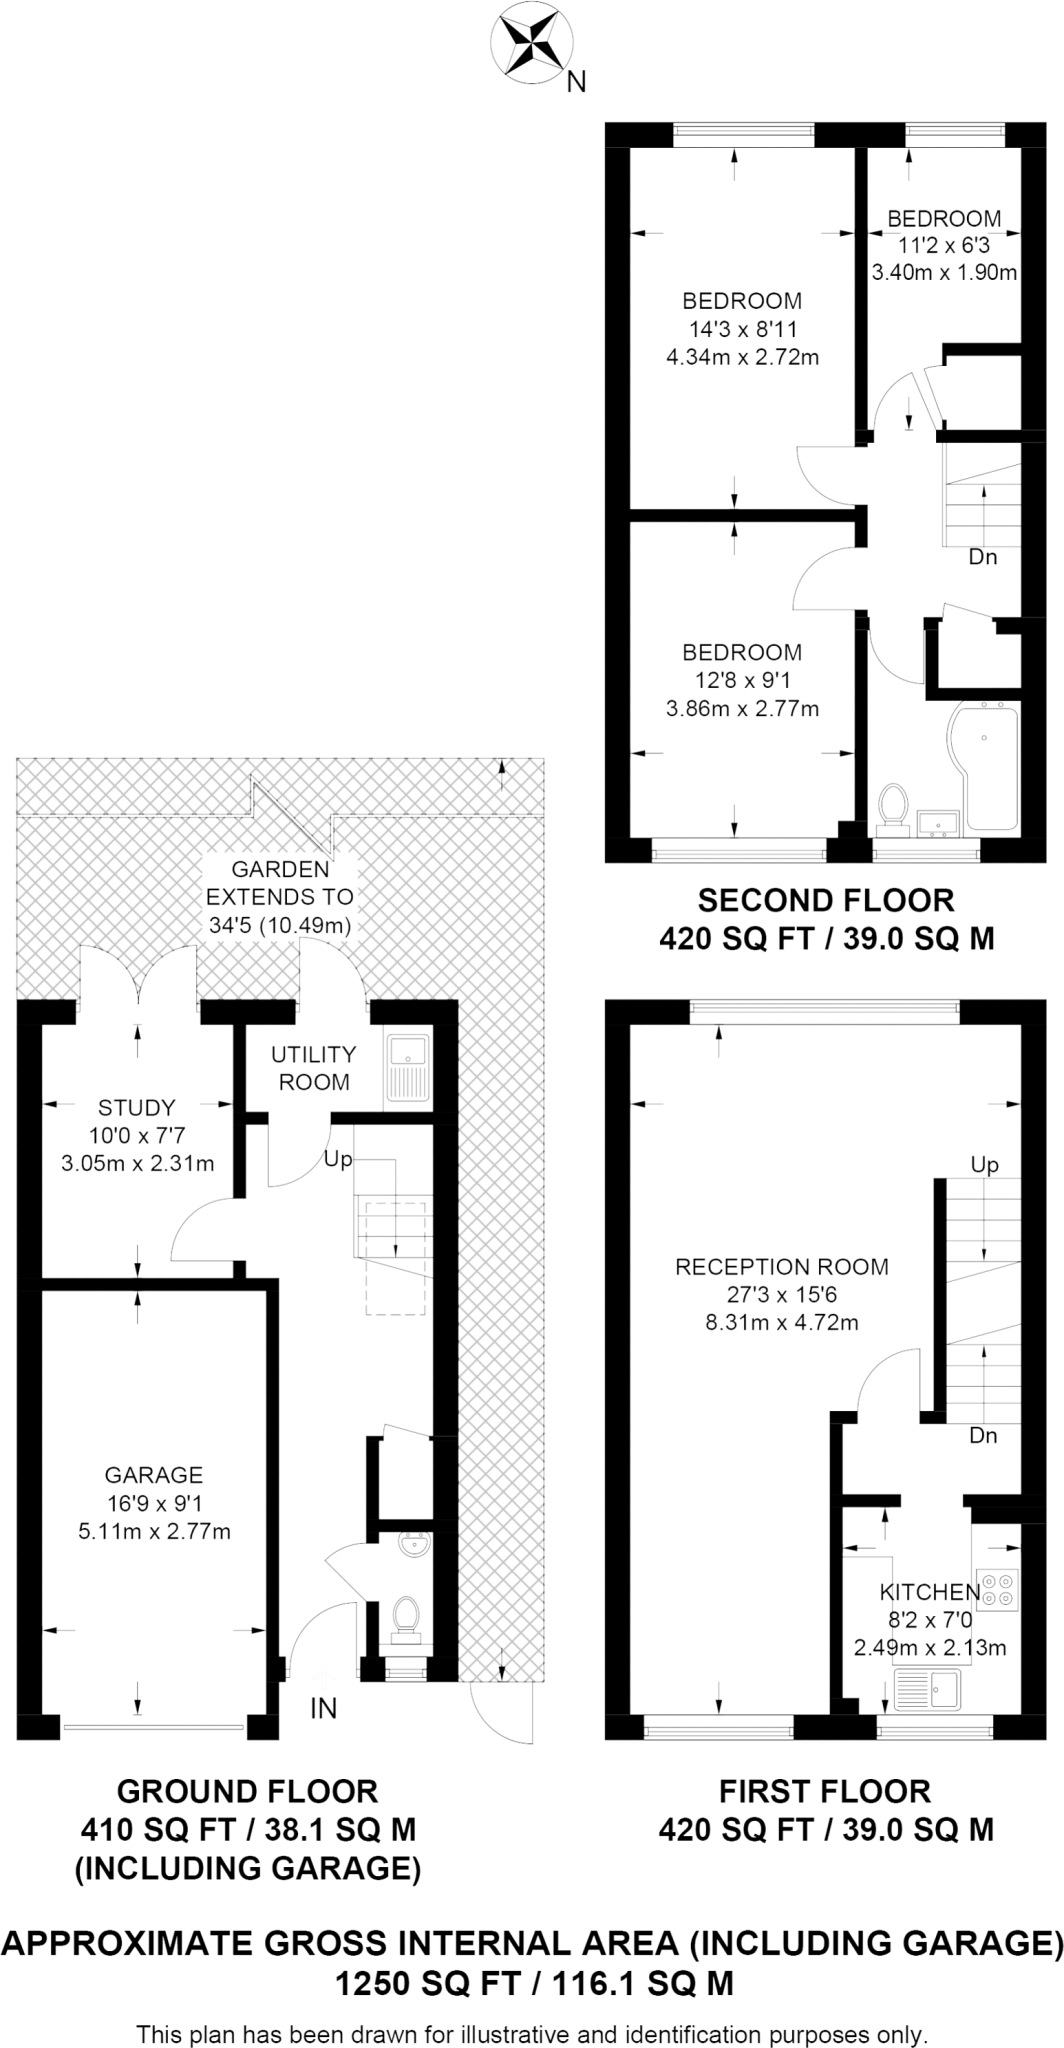 N
BEDROOM
11'2 x 6'3
3.40m x 1.90m
BEDROOM
14'3 x 8'11
4.34m x 2.72m
Dn
BEDROOM
12'8 x 9'1
3.86m x 2.77m
SECOND FLOOR
420 SQ FT / 39.0 SQ M
GARDEN
EXTENDS TO
34'5 (10.49m)
UTILITY
ROOM
STUDY
10'0 x 7'7
3.05m x 2.31m
Up
GARAGE
16'9 x 9'1
5.11m x 2.77m
IN
GROUND FLOOR
410 SQ FT / 38.1 SQ M
(INCLUDING GARAGE)
Up
RECEPTION ROOM
27'3 x 15'6
8.31m x 4.72m
Dn
KITCHEN
8'2 x 7'0
2.49m x 2.13m
FIRST FLOOR
420 SQ FT / 39.0 SQ M
APPROXIMATE GROSS INTERNAL AREA (INCLUDING GARAGE)
1250 SQ FT / 116.1 SQ M
This plan has been drawn for illustrative and identification purposes only.